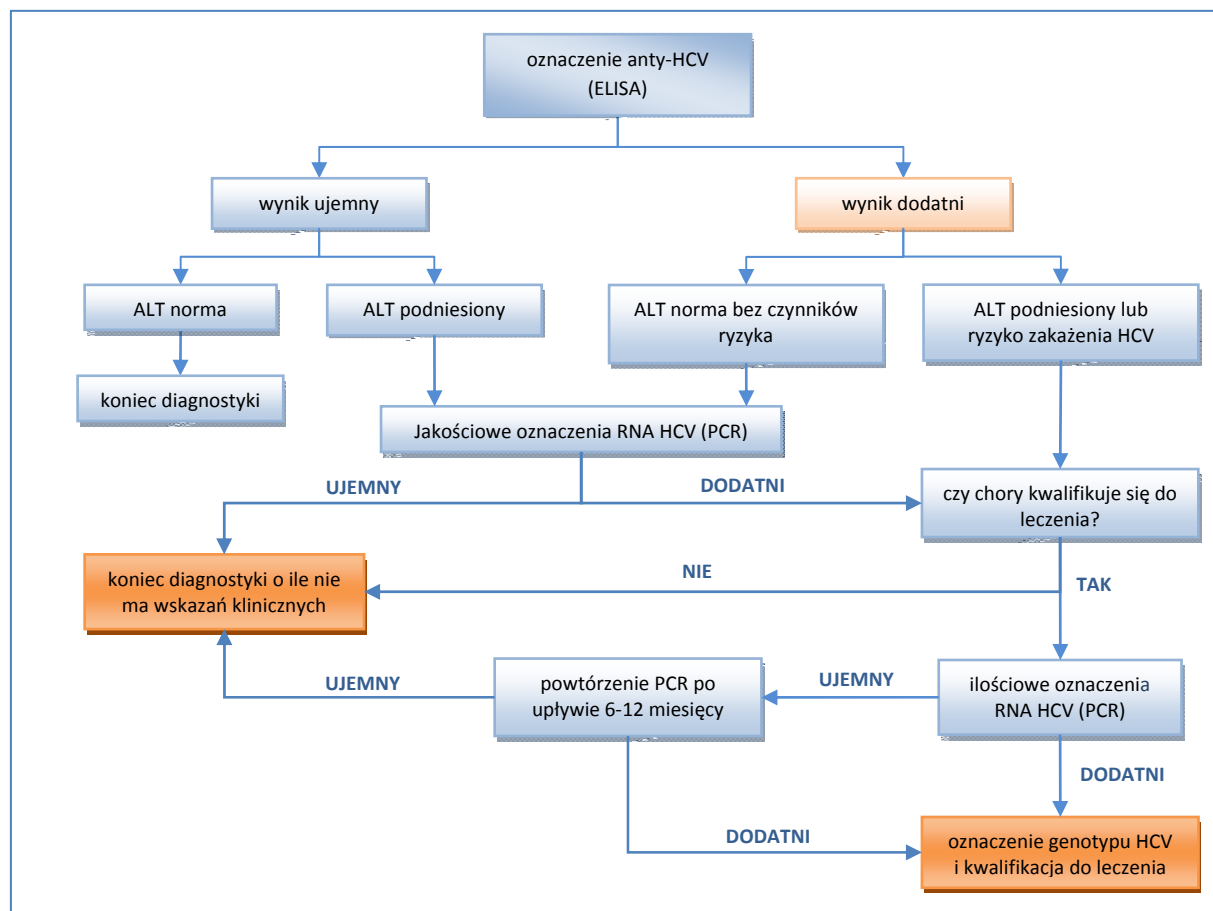 oznaczenie anty-HCV
(ELISA)
wynik ujemny
wynik dodatni
ALT norma
ALT podniesiony
ALT norma bez czynników
ryzyka
ALT podniesiony lub
ryzyko zakażenia HCV
koniec diagnostyki
Jakościowe oznaczenia RNA HCV (PCR)
UJEMNY
DODATNI
czy chory kwalifikuje się do
leczenia?
koniec diagnostyki o ile nie
ma wskazań klinicznych
NIE
TAK
UJEMNY
powtórzenie PCR po
upływie 6-12 miesięcy
UJEMNY
ilościowe oznaczenia
RNA HCV (PCR)
DODATNI
DODATNI
oznaczenie genotypu HCV
i kwalifikacja do leczenia